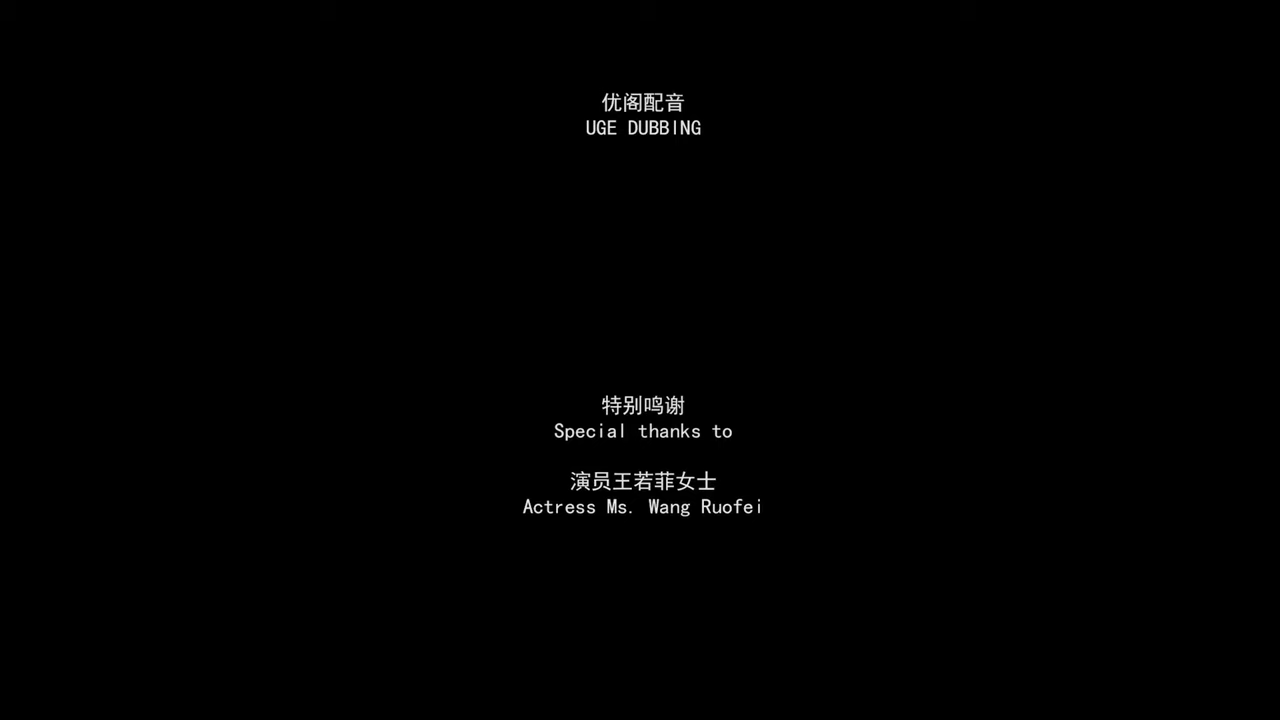 优阁配音
UGE DUBBING
特别鸣谢
Special thanks to
演员王若菲女士
Actress Ms. Wang Ruofei